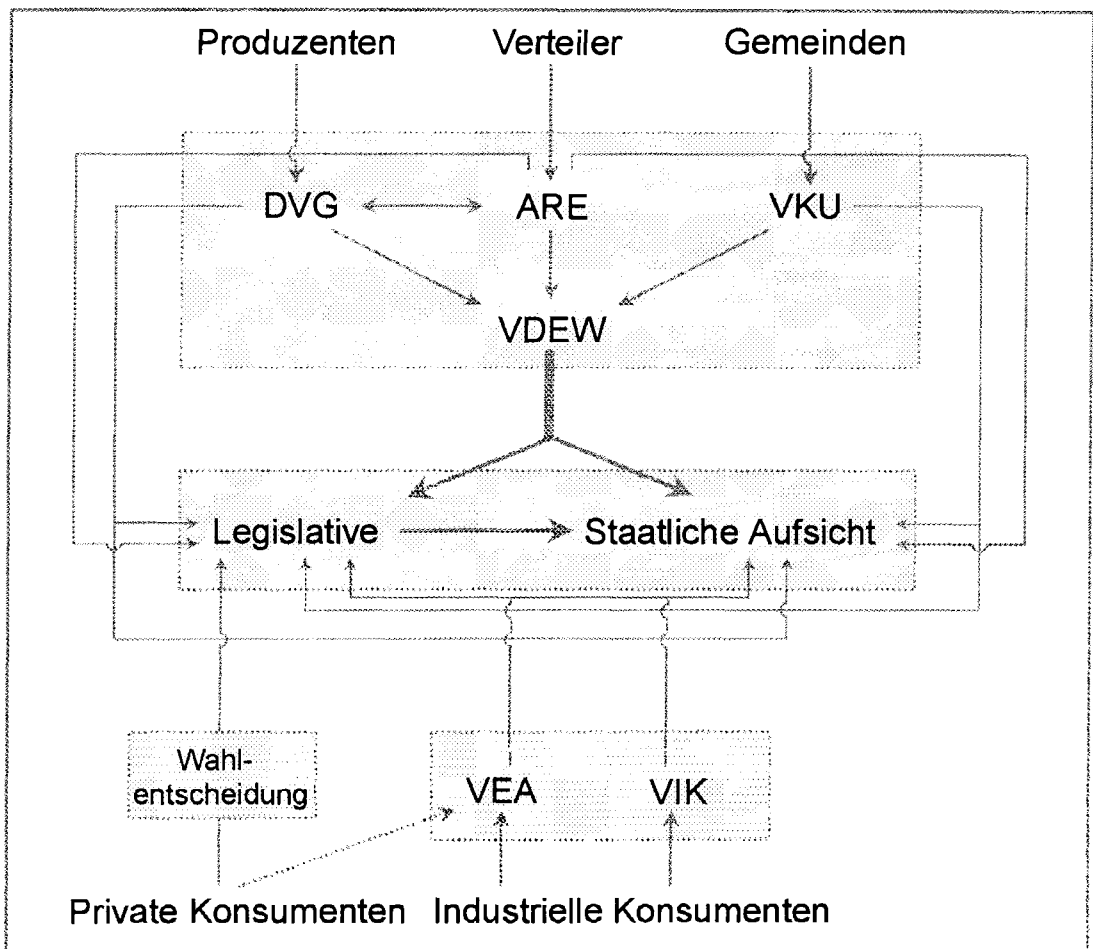 Produzenten Verteiler Gemeinden
DVG ARE VKU
VDEW
Legislative Staatliche Aufsicht
Wahl-
entscheidung
VEA VIK
Private Konsumenten Industrielle Konsumenten